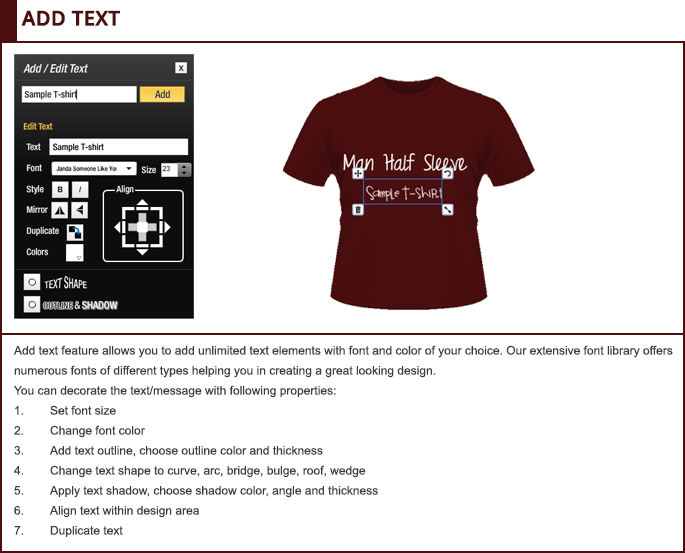 ADD TEXT
Add / Edit Text
X
Sample T-shirt
Add
Edit Text
Text Sample T-shirt
Font Janda Someone Like You Size 23
Style B I
Align
Mirror
Duplicate
Colors
TEXT SHAPE
OUTLINE & SHADOW
Man Half Sleeve
Sample T-Shirt
Add text feature allows you to add unlimited text elements with font and color of your choice. Our extensive font library offers
numerous fonts of different types helping you in creating a great looking design.
You can decorate the text/message with following properties:
1. Set font size
2. Change font color
3. Add text outline, choose outline color and thickness
4. Change text shape to curve, arc, bridge, bulge, roof, wedge
5. Apply text shadow, choose shadow color, angle and thickness
6. Align text within design area
7. Duplicate text